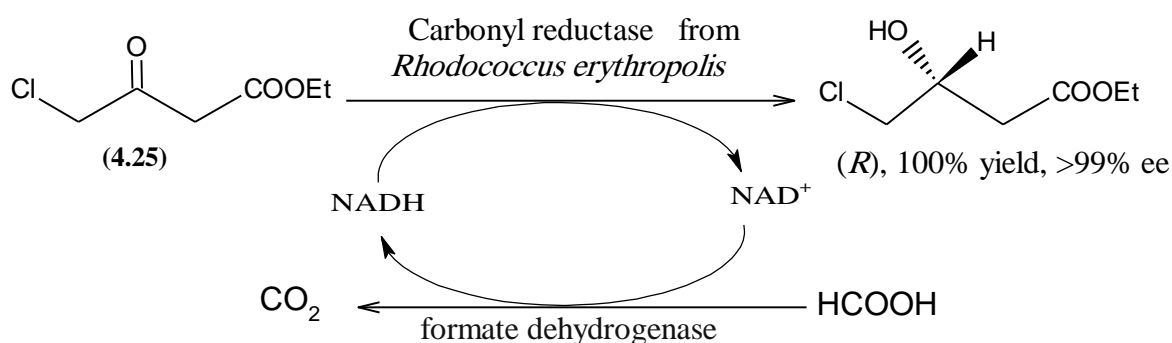 Carbonyl reductase from
Rhodococcus erythropolis
O
Cl
COOEt
(4.25)
HO
H
Cl
COOEt
(R), 100% yield, >99% ee
NADH
NAD⁺
CO₂
HCOOH
formate dehydrogenase